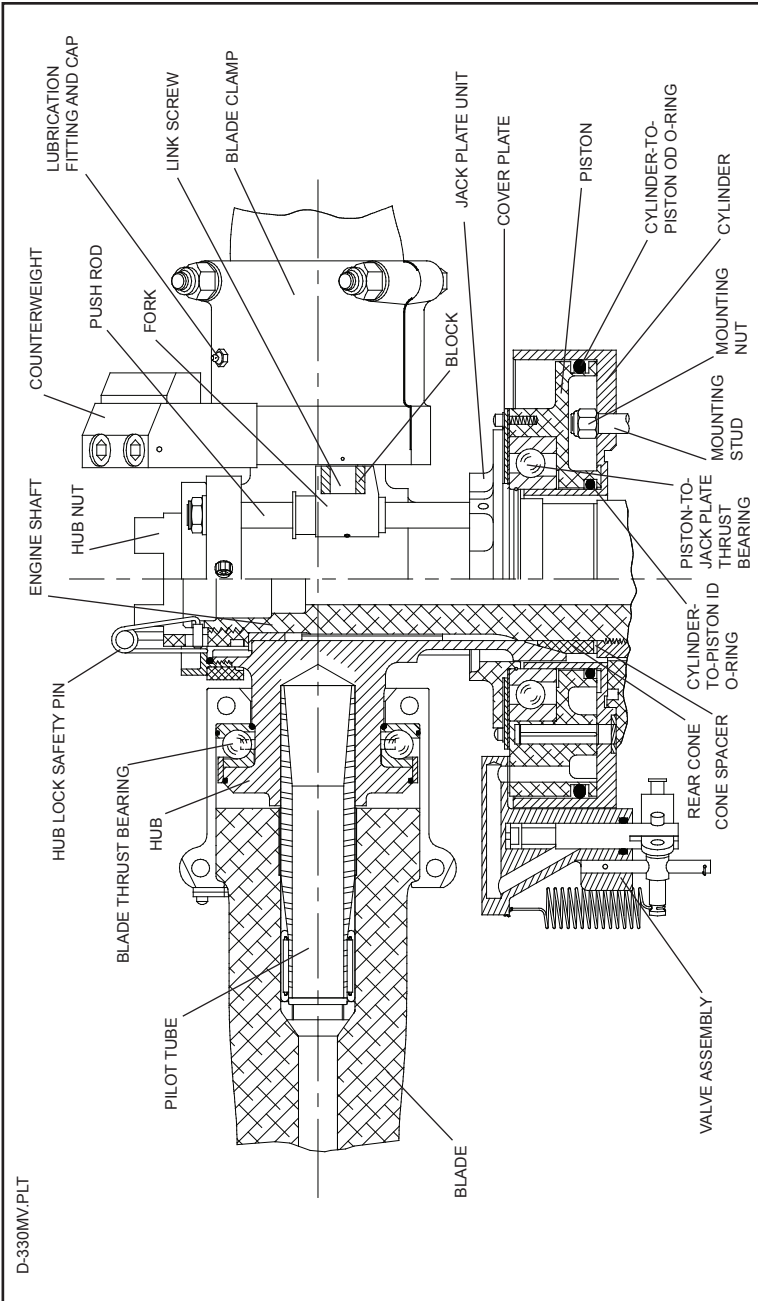 D-330MV.PLT
HUB LOCK SAFETY PIN
ENGINE SHAFT
HUB NUT
COUNTERWEIGHT
PUSH ROD
FORK
LUBRICATION
FITTING AND CAP
LINK SCREW
BLADE CLAMP
BLOCK
JACK PLATE UNIT
COVER PLATE
PISTON
CYLINDER-TO-
PISTON OD O-RING
CYLINDER
MOUNTING
NUT
MOUNTING
STUD
PISTON-TO-
JACK PLATE
THRUST
BEARING
CYLINDER-
TO-PISTON ID
O-RING
CONE SPACER
REAR CONE
VALVE ASSEMBLY
BLADE THRUST BEARING
HUB
PILOT TUBE
BLADE